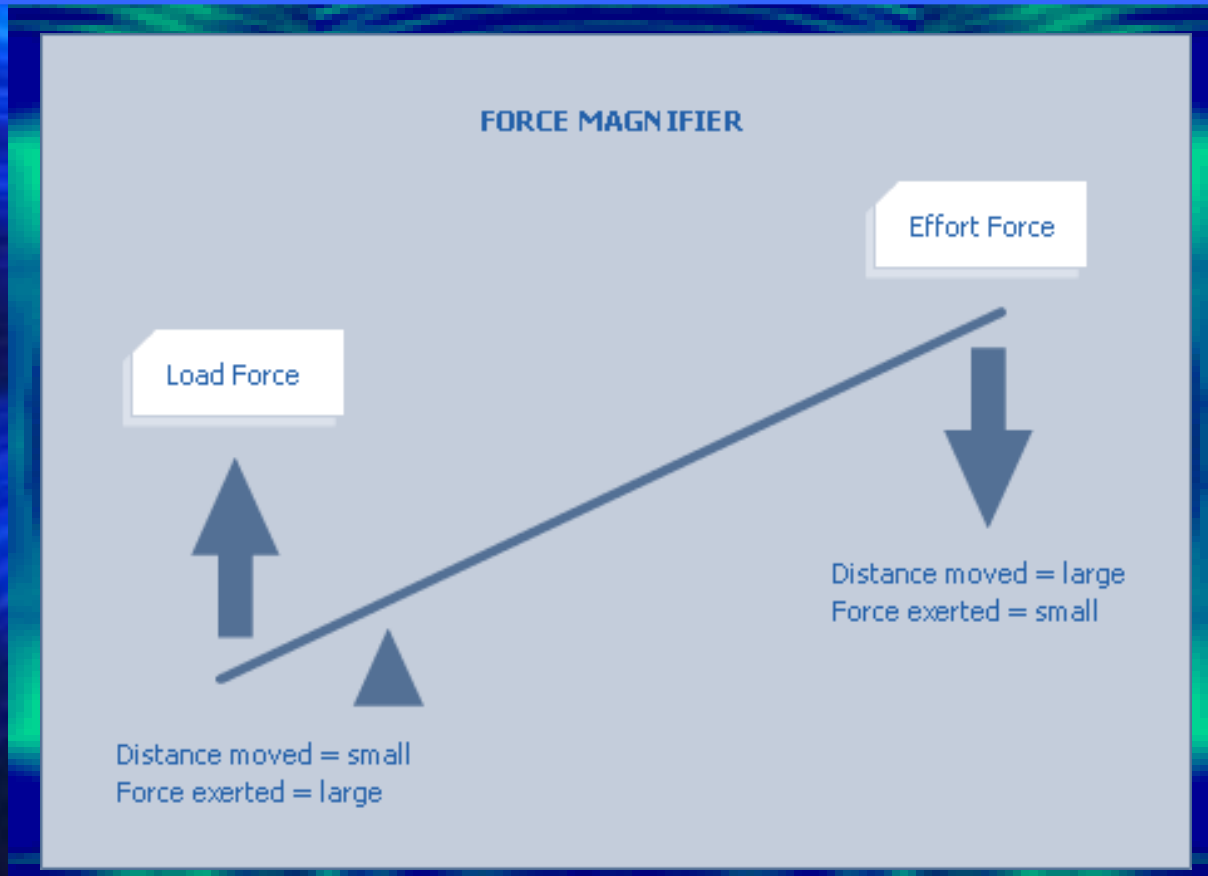 FORCE MAGNIFIER
Effort Force
Load Force
Distance moved = large
Force exerted = small
Distance moved = small
Force exerted = large